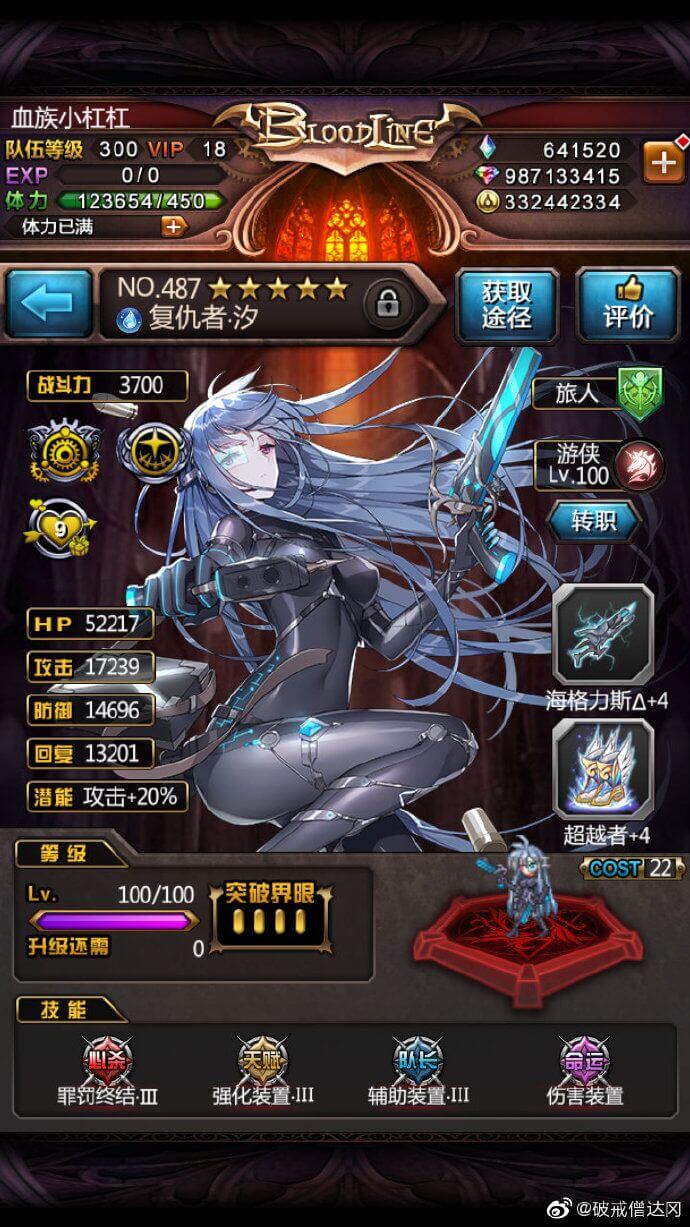 血族小杠杠
BLOODLINE
队伍等级 300 VIP 18
641520
EXP 0/0
987133415
体力 123654/450
332442334
体力已满
NO.487
复仇者·汐
获取
途径
评价
战斗力 3700
旅人
游侠
Lv.100
转职
9
HP 52217
攻击 17239
防御 14696
回复 13201
潜能 攻击+20%
海格力斯Δ+4
超越者+4
COST 22
等级
Lv. 100/100
突破界限
升级还需 0
技能
必杀
天赋
队长
命运
罪罚终结·III
强化装置·III
辅助装置·III
伤害装置
@破戒僧达冈